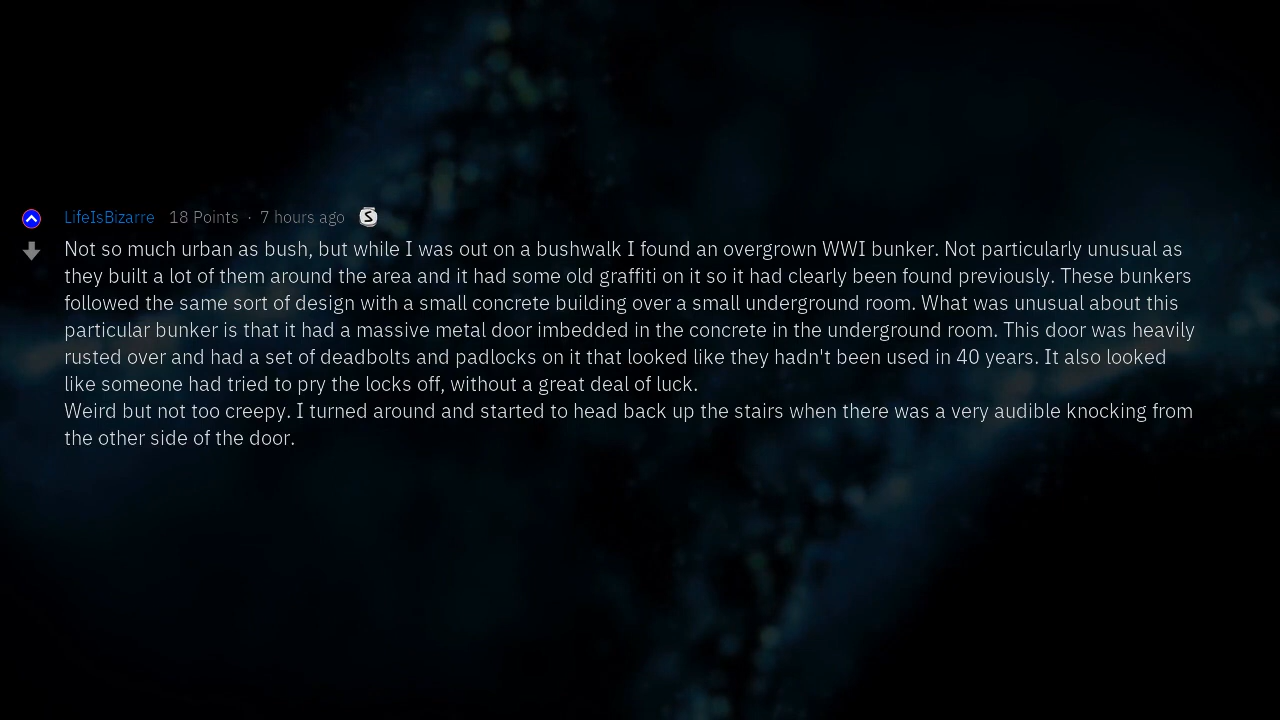 LifeIsBizarre 18 Points · 7 hours ago S
Not so much urban as bush, but while I was out on a bushwalk I found an overgrown WWI bunker. Not particularly unusual as
they built a lot of them around the area and it had some old graffiti on it so it had clearly been found previously. These bunkers
followed the same sort of design with a small concrete building over a small underground room. What was unusual about this
particular bunker is that it had a massive metal door imbedded in the concrete in the underground room. This door was heavily
rusted over and had a set of deadbolts and padlocks on it that looked like they hadn't been used in 40 years. It also looked
like someone had tried to pry the locks off, without a great deal of luck.
Weird but not too creepy. I turned around and started to head back up the stairs when there was a very audible knocking from
the other side of the door.